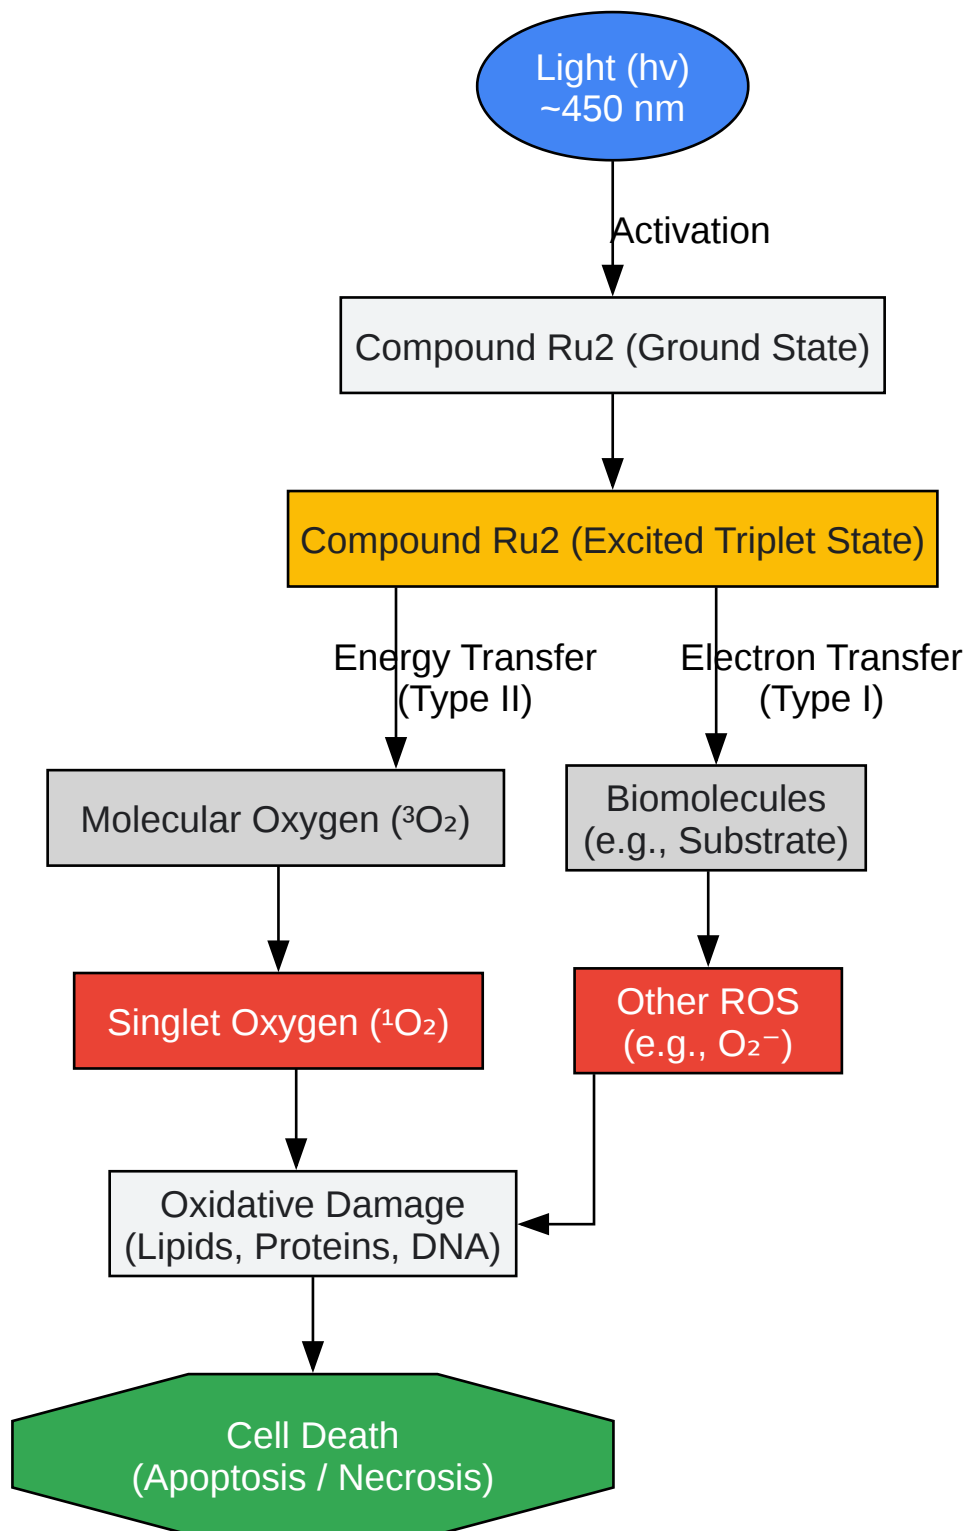 Light (hv)
~450 nm
Activation
Compound Ru2 (Ground State)
Compound Ru2 (Excited Triplet State)
Energy Transfer
(Type II)
Electron Transfer
(Type I)
Molecular Oxygen (³O₂)
Biomolecules
(e.g., Substrate)
Singlet Oxygen (¹O₂)
Other ROS
(e.g., O₂⁻)
Oxidative Damage
(Lipids, Proteins, DNA)
Cell Death
(Apoptosis / Necrosis)